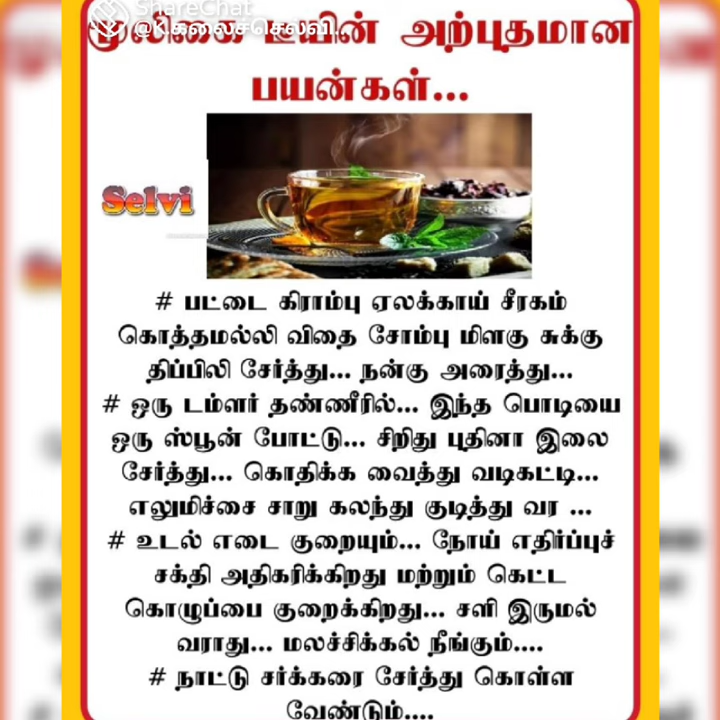 ShareChat
மூலிகை டீயின் அற்புதமான
பயன்கள்...
Selvi
# பட்டை கிராம்பு ஏலக்காய் சீரகம்
கொத்தமல்லி விதை சோம்பு மிளகு சுக்கு
திப்பிலி சேர்த்து... நன்கு அரைத்து...
# ஒரு டம்ளர் தண்ணீரில்... இந்த பொடியை
ஒரு ஸ்பூன் போட்டு... சிறிது புதினா இலை
சேர்த்து... கொதிக்க வைத்து வடிகட்டி...
எலுமிச்சை சாறு கலந்து குடித்து வர ...
# உடல் எடை குறையும்... நோய் எதிர்ப்புச்
சக்தி அதிகரிக்கிறது மற்றும் கெட்ட
கொழுப்பை குறைக்கிறது... சளி இருமல்
வராது... மலச்சிக்கல் நீங்கும்....
# நாட்டு சர்க்கரை சேர்த்து கொள்ள
வேண்டும்....